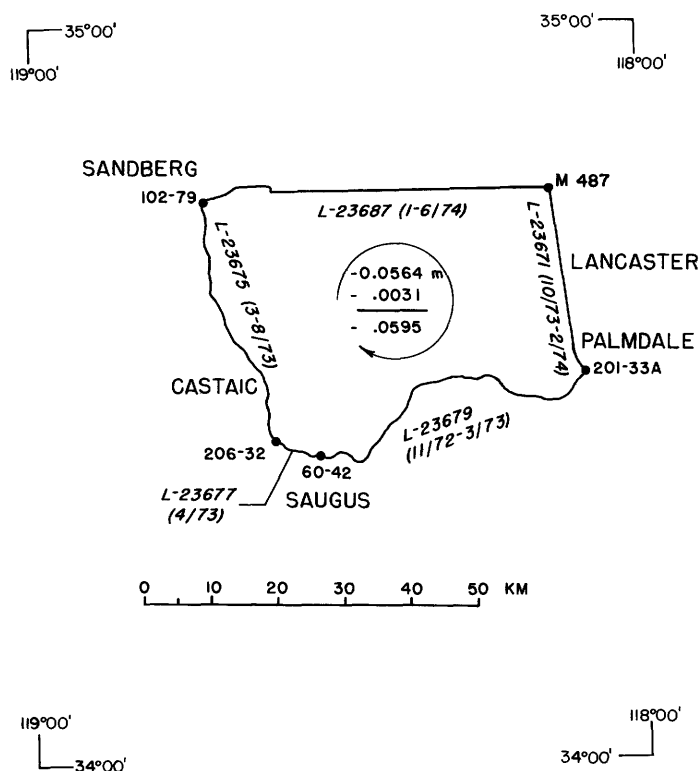 35°00'
119°00'
35°00'
118°00'
SANDBERG
102-79
M 487
L-23687 (1-6/74)
L-23675 (3-8/73)
L-23671 (10/73-2/74)
LANCASTER
-0.0564 m
- .0031
- .0595
PALMDALE
201-33A
CASTAIC
L-23679
(11/72-3/73)
206-32
60-42
L-23677
(4/73)
SAUGUS
0 10 20 30 40 50 KM
119°00'
34°00'
118°00'
34°00'